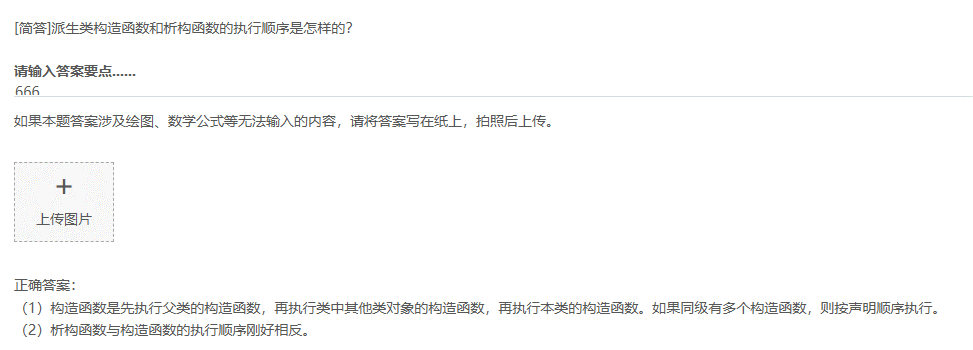 [简答]派生类构造函数和析构函数的执行顺序是怎样的?
请输入答案要点......
666
如果本题答案涉及绘图、数学公式等无法输入的内容，请将答案写在纸上，拍照后上传。
+
上传图片
正确答案：
（1）构造函数是先执行父类的构造函数，再执行类中其他类对象的构造函数，再执行本类的构造函数。如果同级有多个构造函数，则按声明顺序执行。
（2）析构函数与构造函数的执行顺序刚好相反。